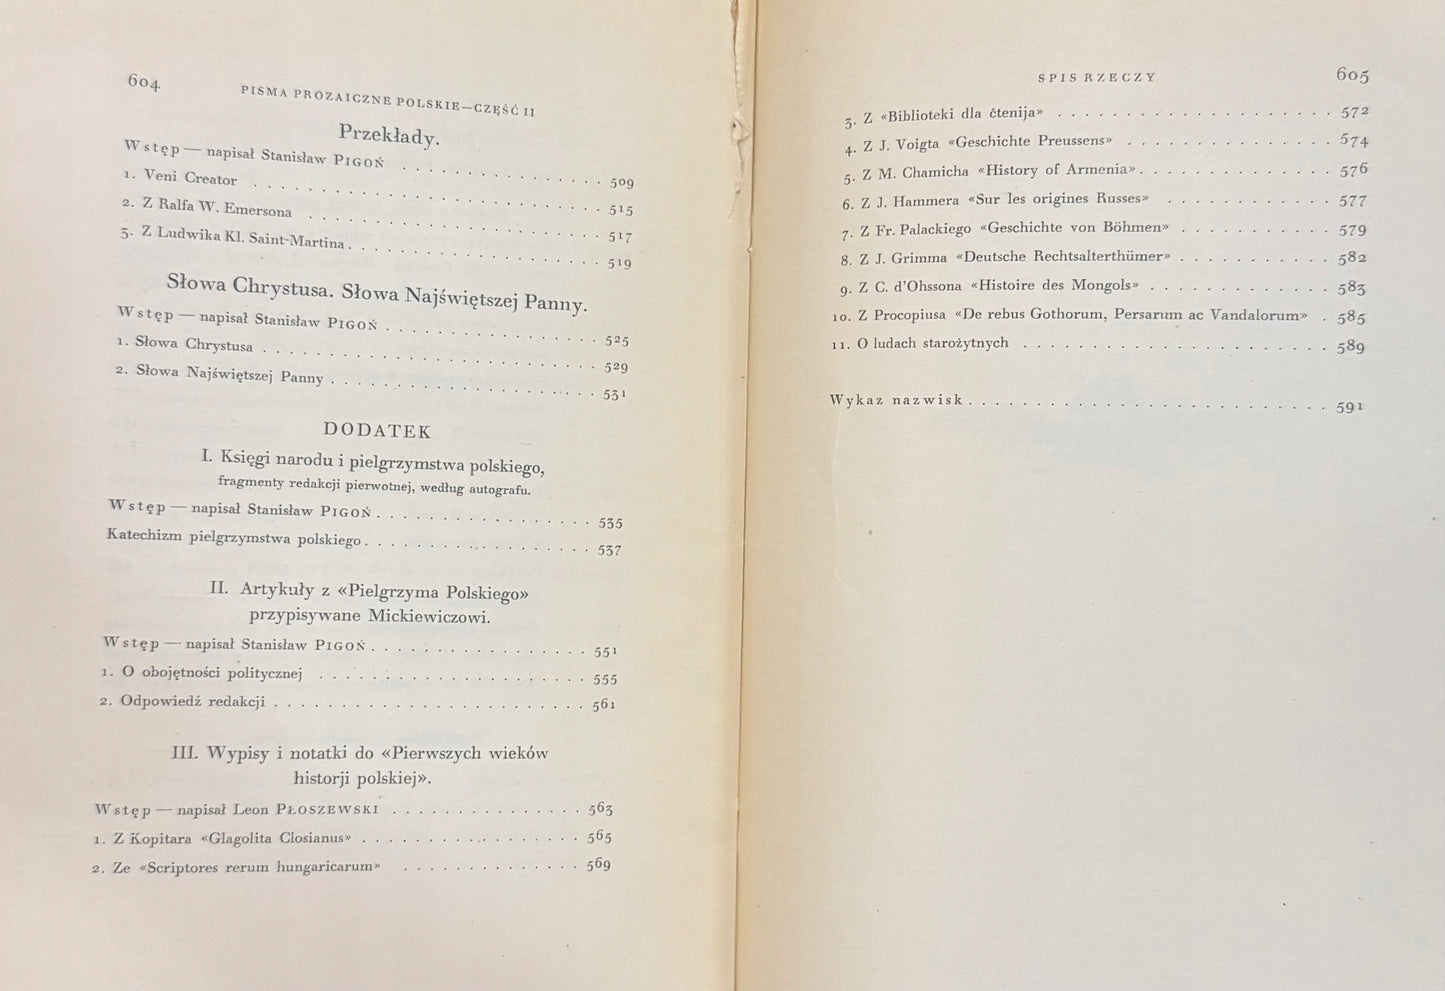 604
PISMA PROZAICZNE POLSKIE—CZĘŚĆ II
Przekłady.
Wstęp — napisał Stanisław PIGOŃ . . . . . . . . . . . . . . . . 509
1. Veni Creator . . . . . . . . . . . . . . . . . . . . . . . . . . 515
2. Z Ralfa W. Emersona . . . . . . . . . . . . . . . . . . . . . . 517
3. Z Ludwika Kl. Saint-Martina . . . . . . . . . . . . . . . . . . . . 519
Słowa Chrystusa. Słowa Najświętszej Panny.
Wstęp — napisał Stanisław PIGOŃ . . . . . . . . . . . . . . . . . 525
1. Słowa Chrystusa . . . . . . . . . . . . . . . . . . . . . . . . . 529
2. Słowa Najświętszej Panny . . . . . . . . . . . . . . . . . . . . . 531
DODATEK
I. Księgi narodu i pielgrzymstwa polskiego,
fragmenty redakcji pierwotnej, według autografu.
Wstęp — napisał Stanisław PIGOŃ . . . . . . . . . . . . . . . . . 535
Katechizm pielgrzymstwa polskiego . . . . . . . . . . . . . . . . . . 537
II. Artykuły z «Pielgrzyma Polskiego»
przypisywane Mickiewiczowi.
Wstęp — napisał Stanisław PIGOŃ . . . . . . . . . . . . . . . . . 551
1. O obojętności politycznej . . . . . . . . . . . . . . . . . . . . . 555
2. Odpowiedź redakcji . . . . . . . . . . . . . . . . . . . . . . . . 561
III. Wypisy i notatki do «Pierwszych wieków
historji polskiej».
Wstęp — napisał Leon PŁOSZEWSKI . . . . . . . . . . . . . . . 563
1. Z Kopitara «Glagolita Closianus» . . . . . . . . . . . . . . . . . 565
2. Ze «Scriptores rerum hungaricarum» . . . . . . . . . . . . . . 569
SPIS RZECZY
605
3. Z «Biblioteki dla čtenija» . . . . . . . . . . . . . . . . . . . . . 572
4. Z J. Voigta «Geschichte Preussens» . . . . . . . . . . . . . . . . 574
5. Z M. Chamicha «History of Armenia» . . . . . . . . . . . . . . . 576
6. Z J. Hammera «Sur les origines Russes» . . . . . . . . . . . . 577
7. Z Fr. Palackiego «Geschichte von Böhmen» . . . . . . . . . . . 579
8. Z J. Grimma «Deutsche Rechtsalterthümer» . . . . . . . . . . . 582
9. Z C. d'Ohssona «Histoire des Mongols» . . . . . . . . . . . . . . 583
10. Z Procopiusa «De rebus Gothorum, Persarum ac Vandalorum» . 585
11. O ludach starożytnych . . . . . . . . . . . . . . . . . . . . . . . 589
Wykaz nazwisk . . . . . . . . . . . . . . . . . . . . . . . . . . . 591